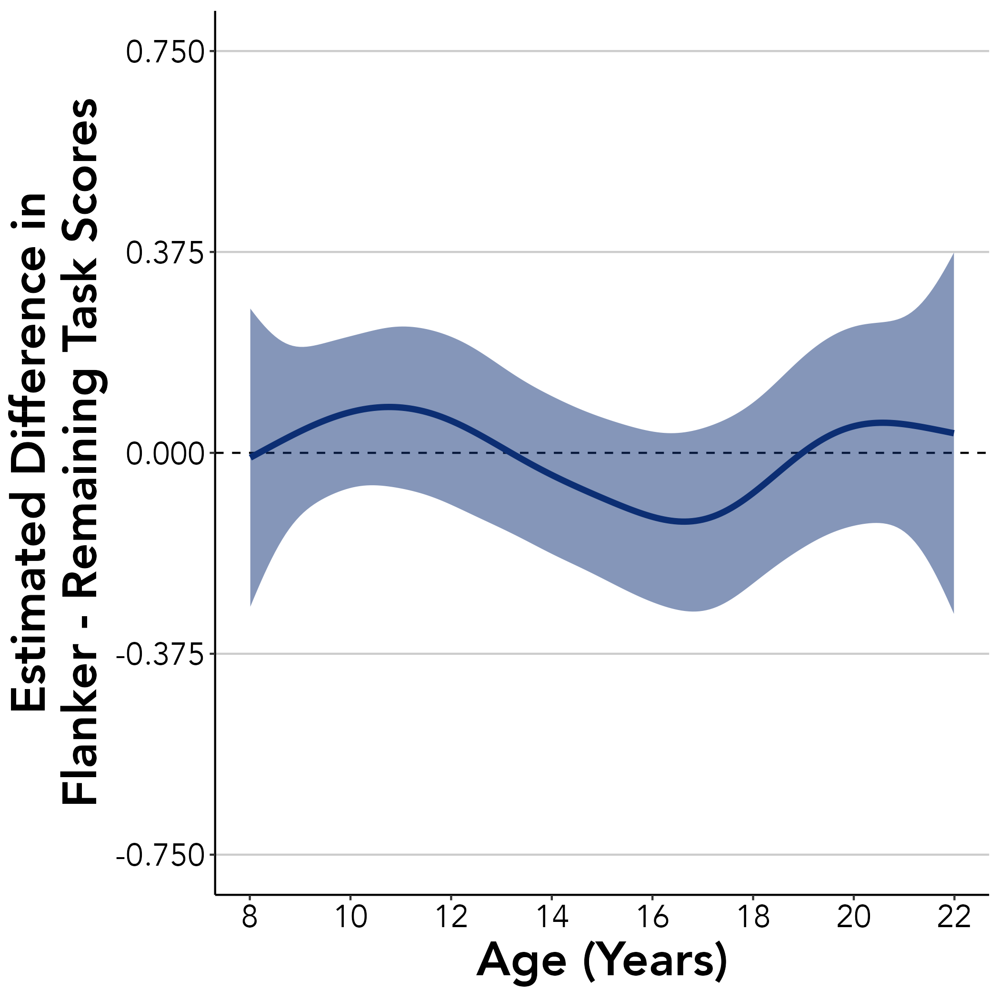 Estimated Difference in
Flanker - Remaining Task Scores
0.750
0.375
0.000
-0.375
-0.750
8 10 12 14 16 18 20 22
Age (Years)